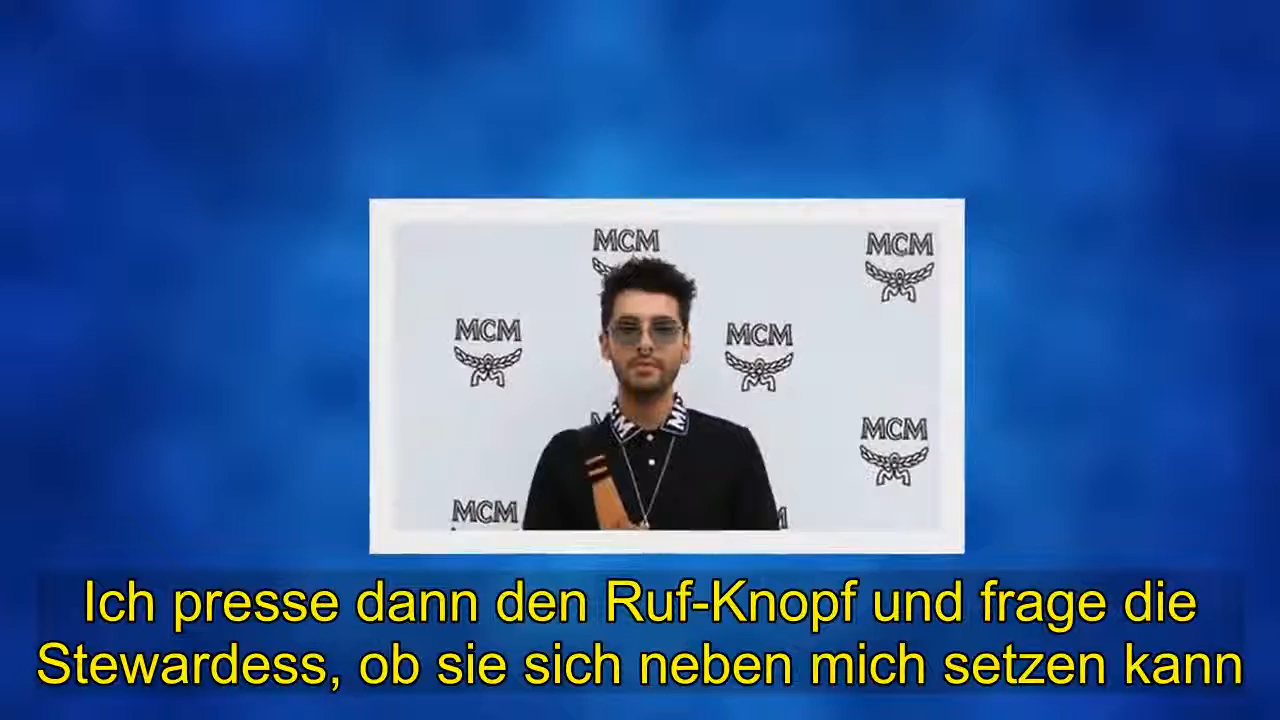 MCM
MCM
MCM
MCM
MCM
MCM
Ich presse dann den Ruf-Knopf und frage die
Stewardess, ob sie sich neben mich setzen kann